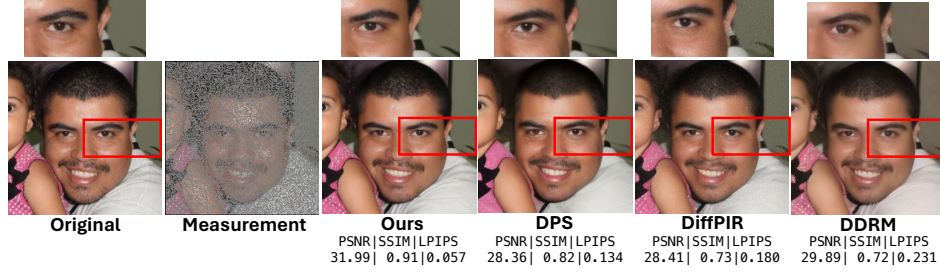 Original Measurement Ours DPS DiffPIR DDRM
PSNR|SSIM|LPIPS PSNR|SSIM|LPIPS PSNR|SSIM|LPIPS PSNR|SSIM|LPIPS
31.99| 0.91|0.057 28.36| 0.82|0.134 28.41| 0.73|0.180 29.89| 0.72|0.231